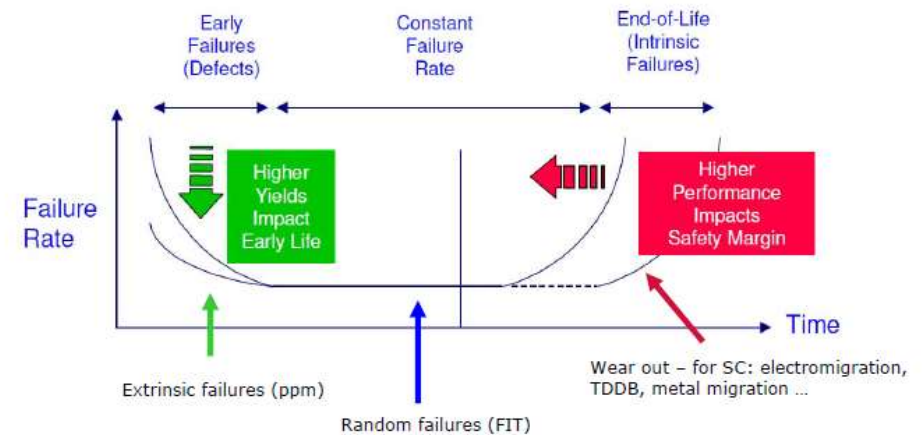 Early
Failures
(Defects)
Constant
Failure
Rate
End-of-Life
(Intrinsic
Failures)
Higher
Yields
Impact
Early Life
Higher
Performance
Impacts
Safety Margin
Failure
Rate
Time
Extrinsic failures (ppm)
Random failures (FIT)
Wear out – for SC: electromigration,
TDDB, metal migration ...